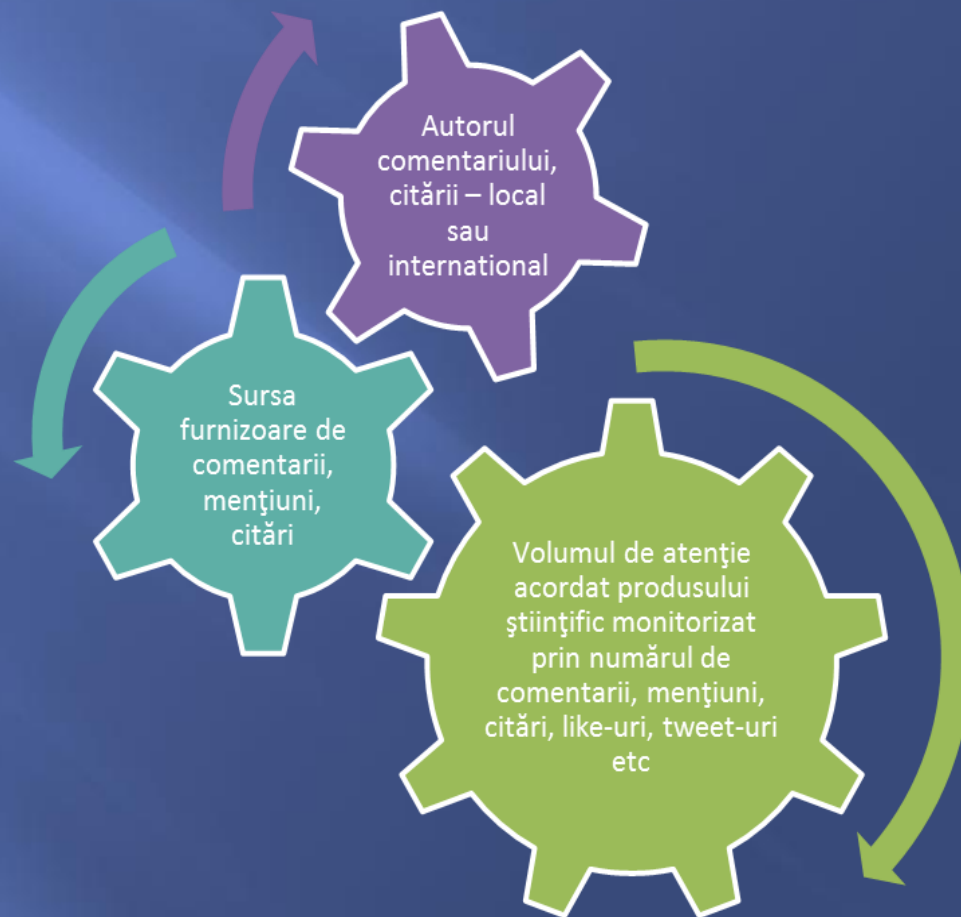 Autorul
comentariului,
citării – local
sau
international
Sursa
furnizoare de
comentarii,
menţiuni,
citări
Volumul de atenţie
acordat produsului
ştiinţific monitorizat
prin numărul de
comentarii, menţiuni,
citări, like-uri, tweet-uri
etc